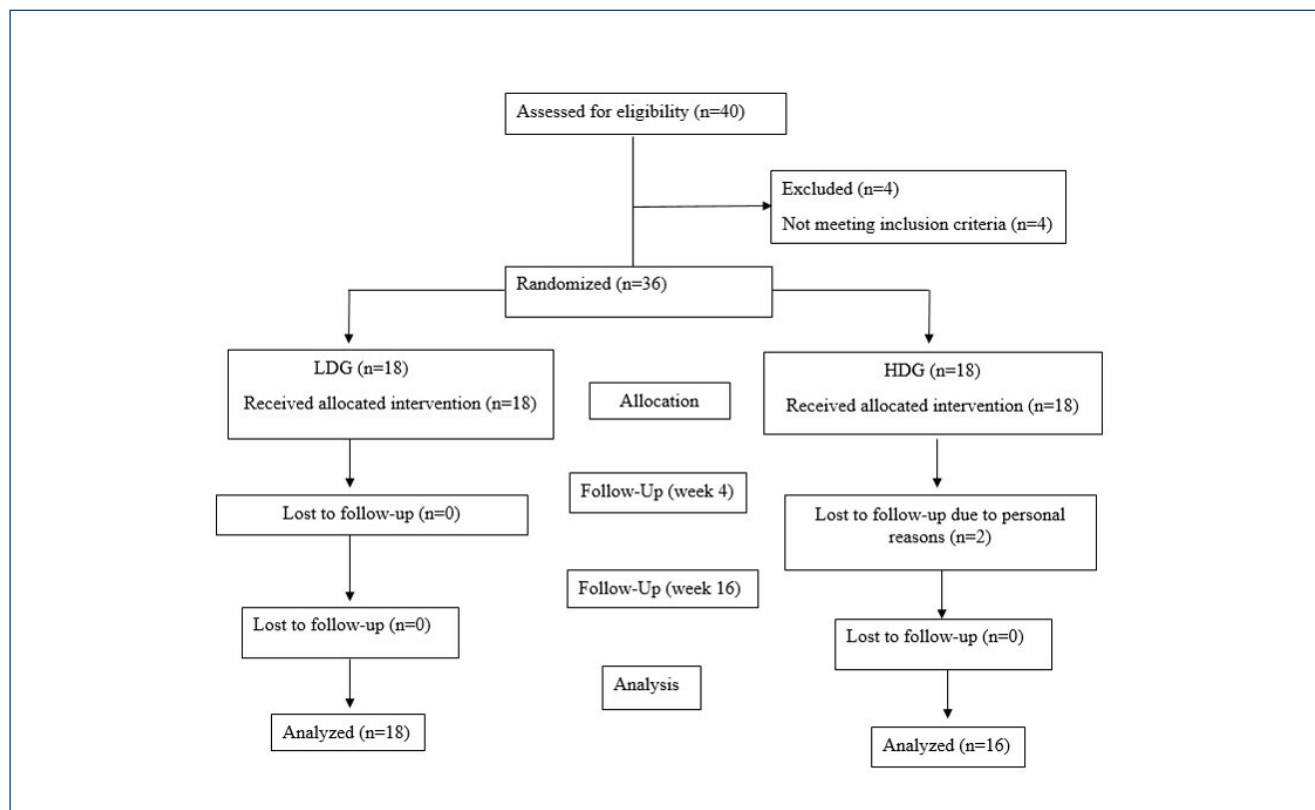 Assessed for eligibility (n=40)
Excluded (n=4)
Not meeting inclusion criteria (n=4)
Randomized (n=36)
LDG (n=18)
Received allocated intervention (n=18)
HDG (n=18)
Received allocated intervention (n=18)
Allocation
Follow-Up (week 4)
Lost to follow-up (n=0)
Lost to follow-up due to personal
reasons (n=2)
Follow-Up (week 16)
Lost to follow-up (n=0)
Lost to follow-up (n=0)
Analysis
Analyzed (n=18)
Analyzed (n=16)